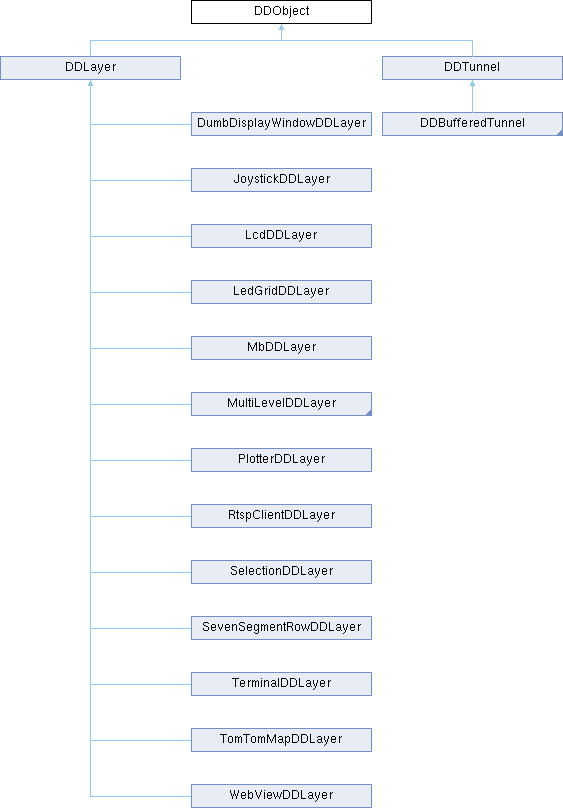 DDObject
DDLayer
DDTunnel
DumbDisplayWindowDDLayer
DDBufferedTunnel
JoystickDDLayer
LcdDDLayer
LedGridDDLayer
MbDDLayer
MultiLevelDDLayer
PlotterDDLayer
RtspClientDDLayer
SelectionDDLayer
SevenSegmentRowDDLayer
TerminalDDLayer
TomTomMapDDLayer
WebViewDDLayer